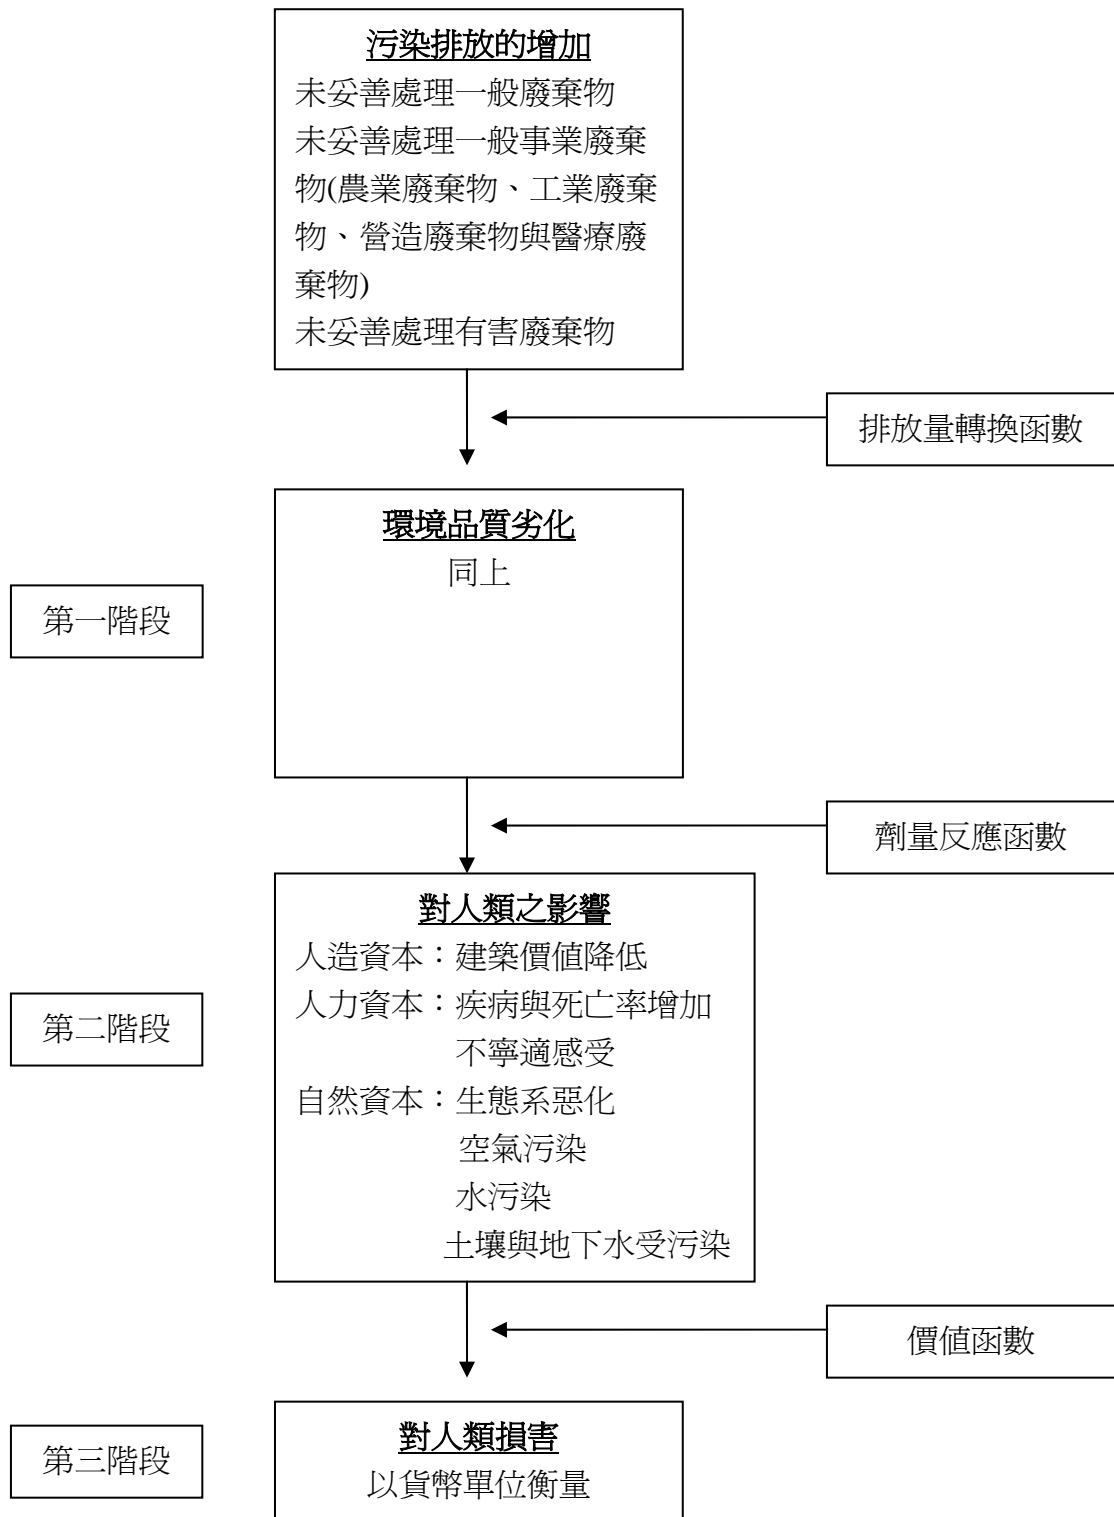 污染排放的增加
未妥善處理一般廢棄物
未妥善處理一般事業廢棄
物(農業廢棄物、工業廢棄
物、營造廢棄物與醫療廢
棄物)
未妥善處理有害廢棄物
排放量轉換函數
環境品質劣化
同上
第一階段
劑量反應函數
對人類之影響
人造資本：建築價值降低
人力資本：疾病與死亡率增加
不寧適感受
自然資本：生態系惡化
空氣污染
水污染
土壤與地下水受污染
第二階段
價值函數
對人類損害
以貨幣單位衡量
第三階段